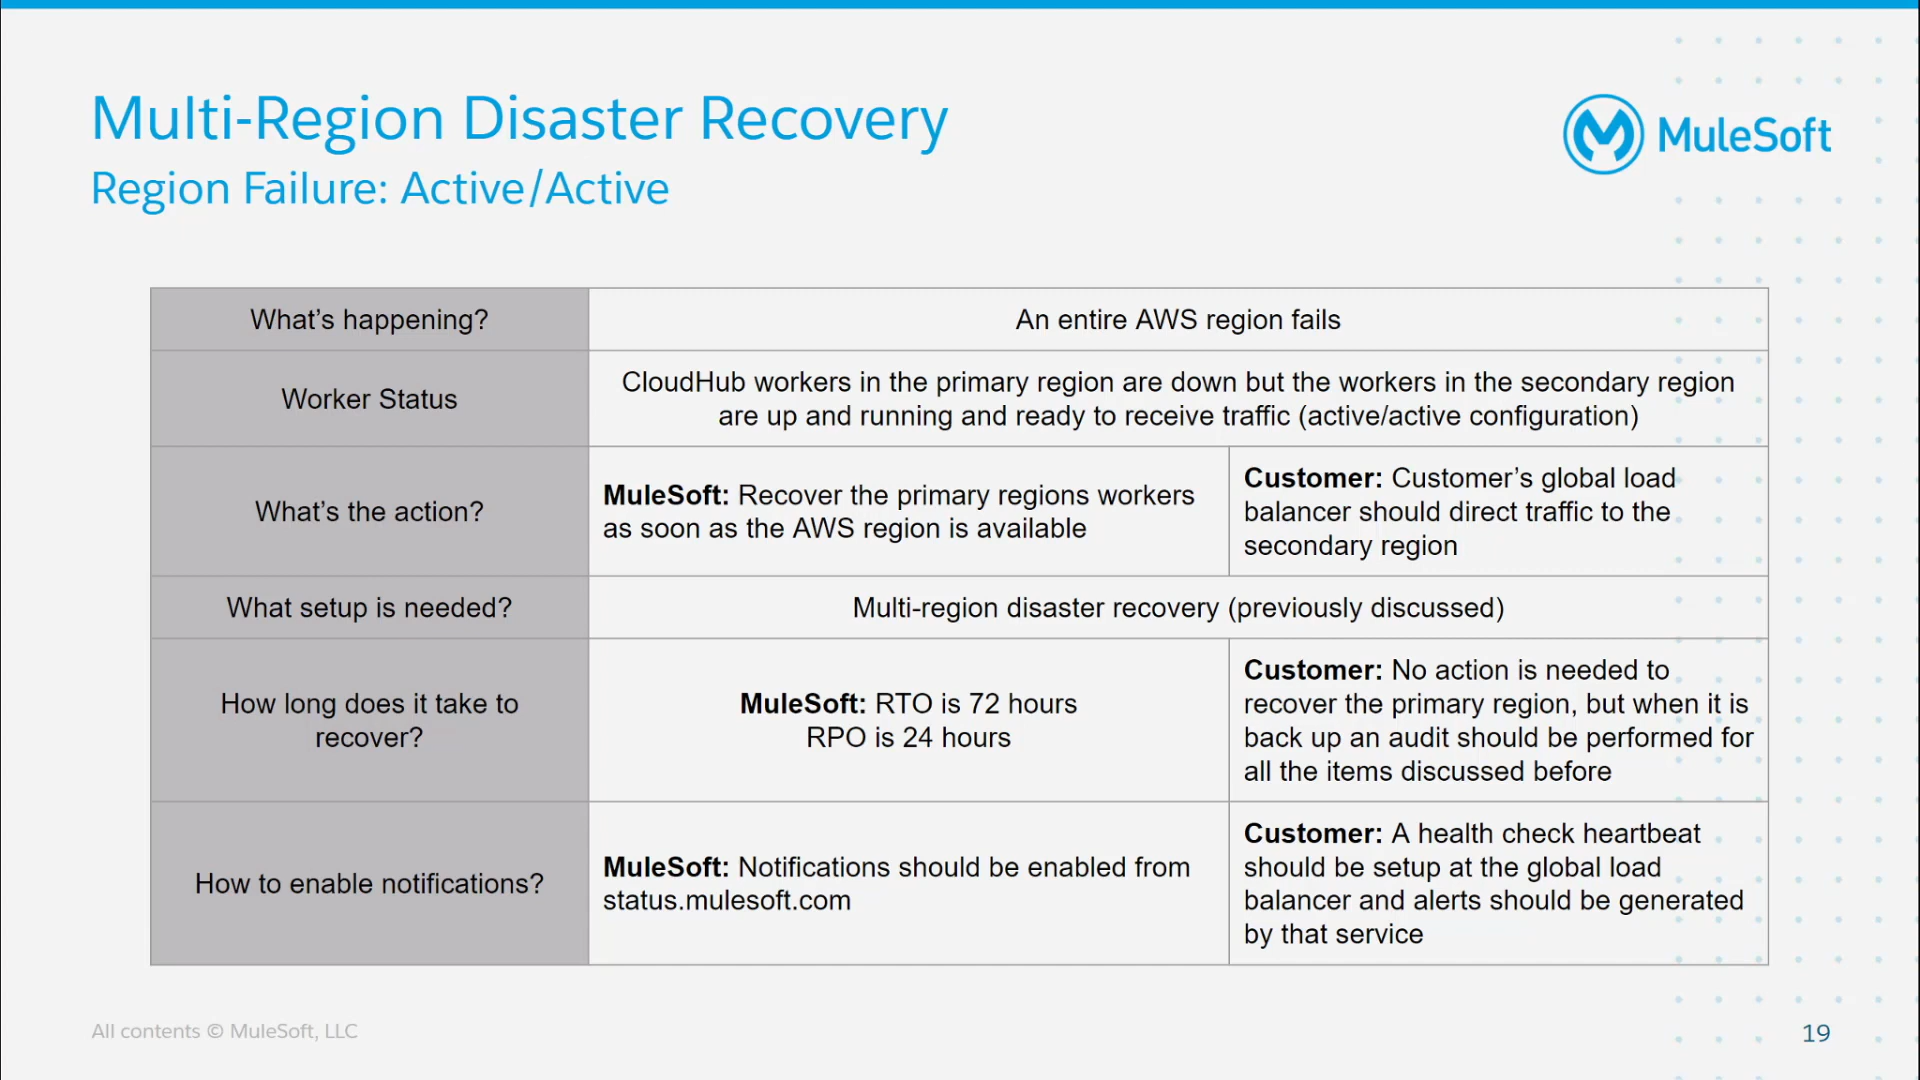 Multi-Region Disaster Recovery
Region Failure: Active/Active
MuleSoft
What’s happening?
An entire AWS region fails
Worker Status
CloudHub workers in the primary region are down but the workers in the secondary region
are up and running and ready to receive traffic (active/active configuration)
What’s the action?
MuleSoft: Recover the primary regions workers
as soon as the AWS region is available
Customer: Customer’s global load
balancer should direct traffic to the
secondary region
What setup is needed?
Multi-region disaster recovery (previously discussed)
How long does it take to
recover?
MuleSoft: RTO is 72 hours
RPO is 24 hours
Customer: No action is needed to
recover the primary region, but when it is
back up an audit should be performed for
all the items discussed before
How to enable notifications?
MuleSoft: Notifications should be enabled from
status.mulesoft.com
Customer: A health check heartbeat
should be setup at the global load
balancer and alerts should be generated
by that service
All contents © MuleSoft, LLC
19